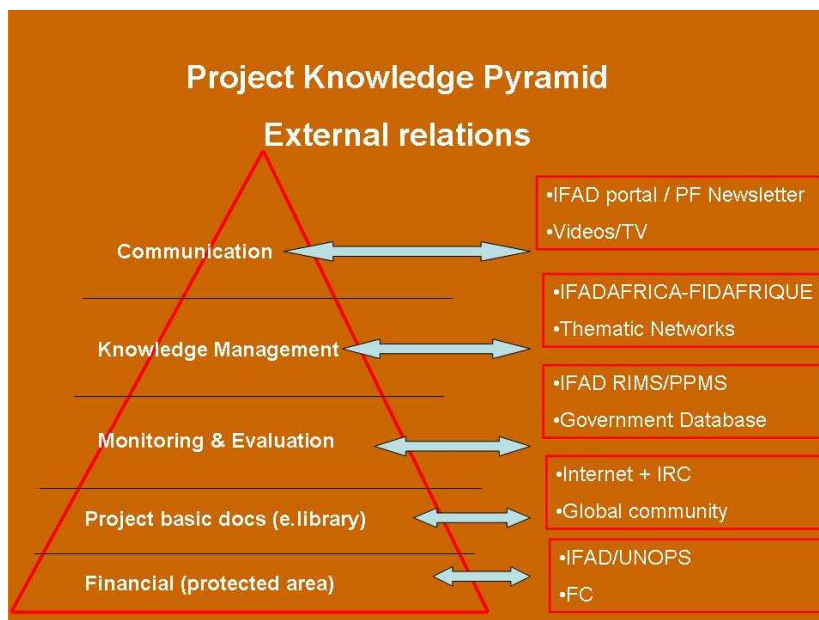 Project Knowledge Pyramid
External relations
Communication
•IFAD portal / PF Newsletter
•Videos/TV
Knowledge Management
•IFADAFRICA-FIDAFRIQUE
•Thematic Networks
Monitoring & Evaluation
•IFAD RIMS/PPMS
•Government Database
Project basic docs (e.library)
•Internet + IRC
•Global community
Financial (protected area)
•IFAD/UNOPS
•FC